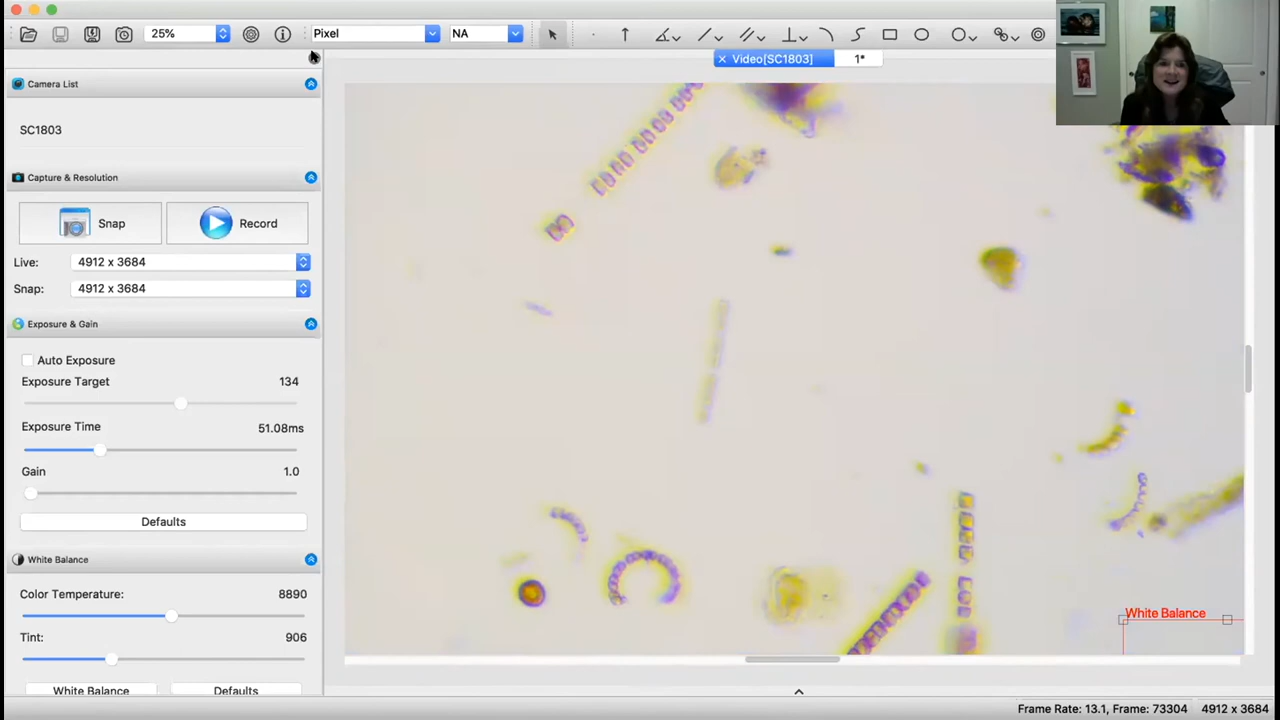 25%
Pixel
NA
Video[SC1803]
1*
Camera List
SC1803
Capture & Resolution
Snap
Record
Live:
4912 x 3684
Snap:
4912 x 3684
Exposure & Gain
Auto Exposure
Exposure Target
134
Exposure Time
51.08ms
Gain
1.0
Defaults
White Balance
Color Temperature:
8890
Tint:
906
White Balance
Defaults
White Balance
Frame Rate: 13.1, Frame: 73304
4912 x 3684